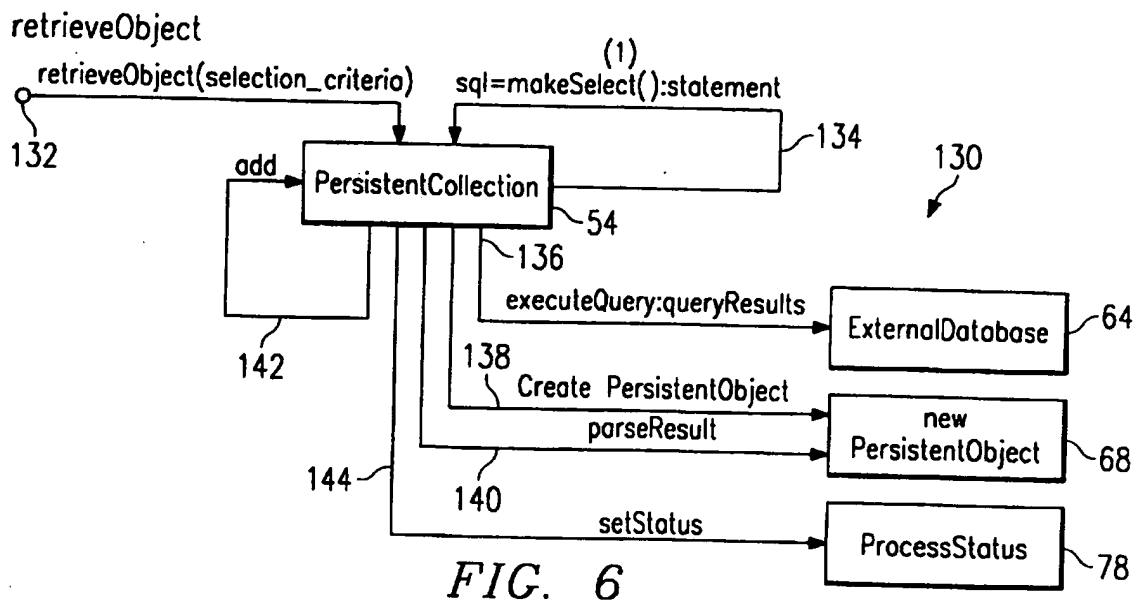 retrieveObject
retrieveObject(selection_criteria)
(1)
sql=makeSelect():statement
132
134
add
PersistentCollection
130
54
136
executeQuery:queryResults
ExternalDatabase
64
142
138
Create PersistentObject
new
PersistentObject
parseResult
68
144
140
setStatus
ProcessStatus
78
FIG. 6